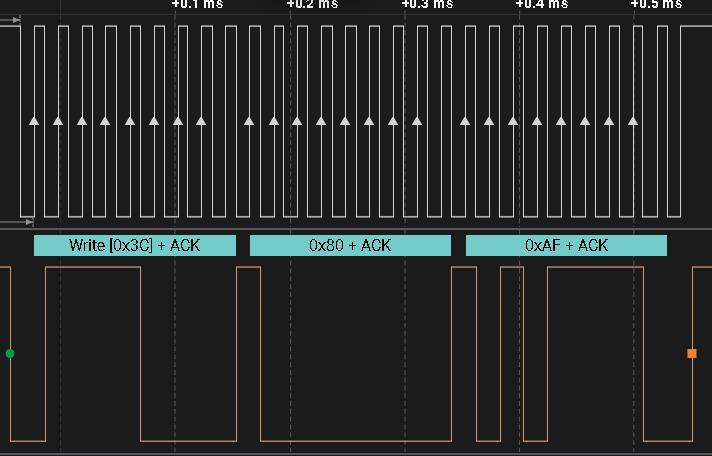 +0.1 ms +0.2 ms +0.3 ms +0.4 ms +0.5 ms
Write [0x3C] + ACK 0x80 + ACK 0xAF + ACK